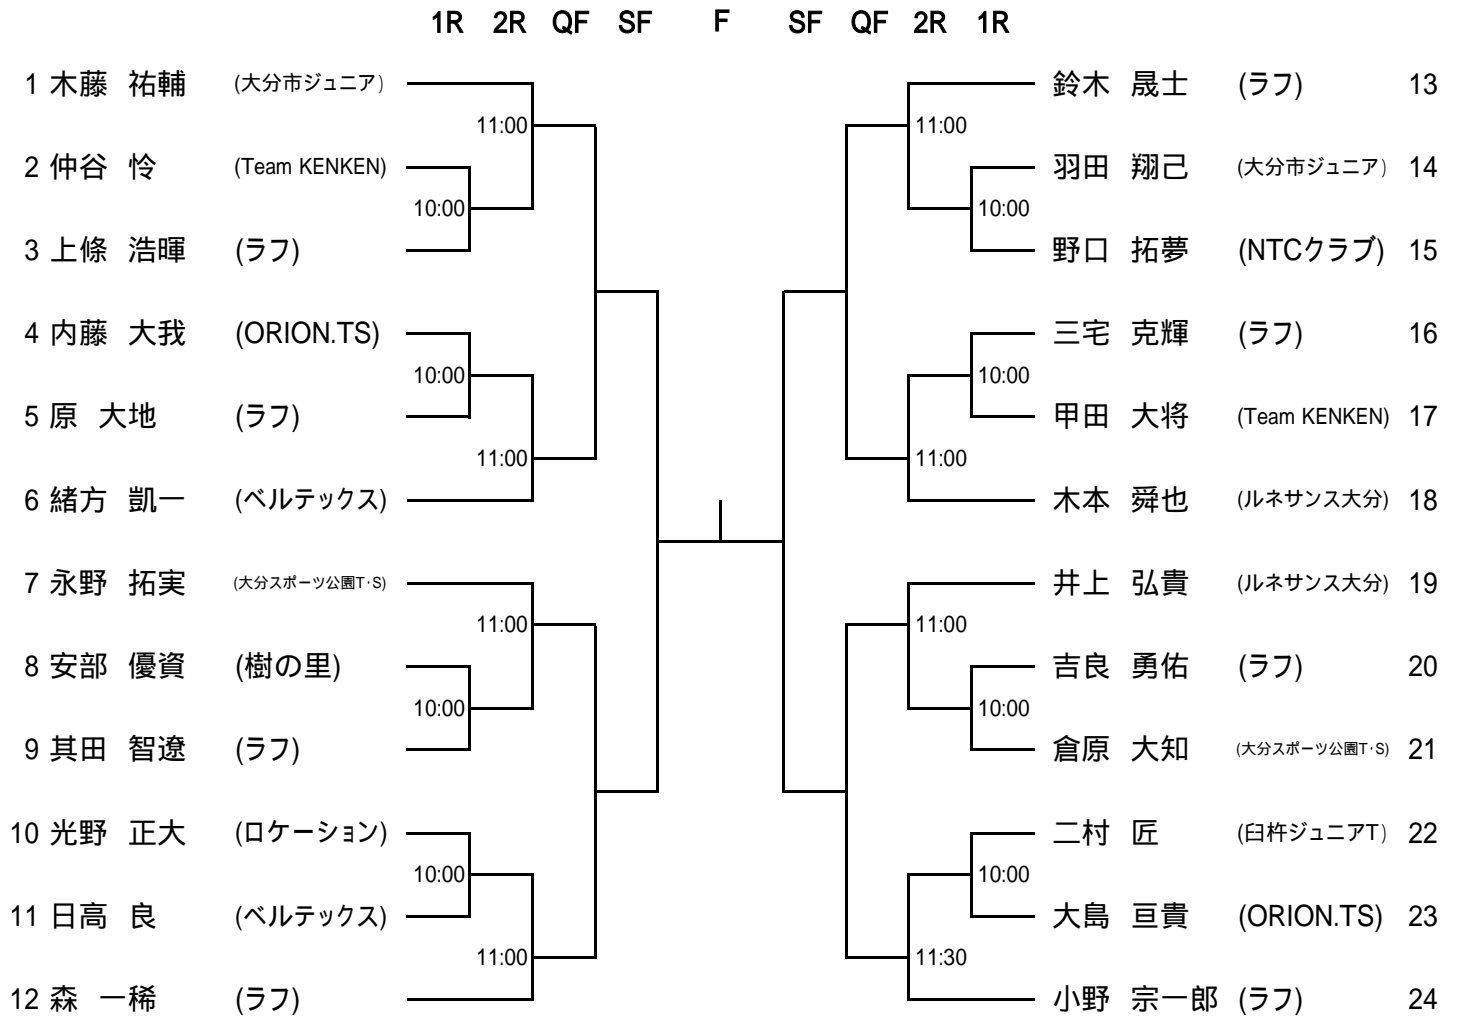 1R 2R QF SF F SF QF 2R 1R
1 木藤 祐輔 (大分市ジュニア) 鈴木 晟士 (ラフ) 13
11:00 11:00
2 仲谷 怜 (Team KENKEN) 羽田 翔己 (大分市ジュニア) 14
10:00 10:00
3 上條 浩暉 (ラフ) 野口 拓夢 (NTCクラブ) 15
4 内藤 大我 (ORION.TS) 三宅 克輝 (ラフ) 16
10:00 10:00
5 原 大地 (ラフ) 甲田 大将 (Team KENKEN) 17
11:00 11:00
6 緒方 凱一 (ベルテックス) 木本 舜也 (ルネサンス大分) 18
7 永野 拓実 (大分スポーツ公園T・S) 井上 弘貴 (ルネサンス大分) 19
11:00 11:00
8 安部 優資 (樹の里) 吉良 勇佑 (ラフ) 20
10:00 10:00
9 其田 智遼 (ラフ) 倉原 大知 (大分スポーツ公園T・S) 21
10 光野 正大 (ロケーション) 二村 匠 (臼杵ジュニアT) 22
10:00 10:00
11 日高 良 (ベルテックス) 大島 亘貴 (ORION.TS) 23
11:00 11:30
12 森 一稀 (ラフ) 小野 宗一郎 (ラフ) 24